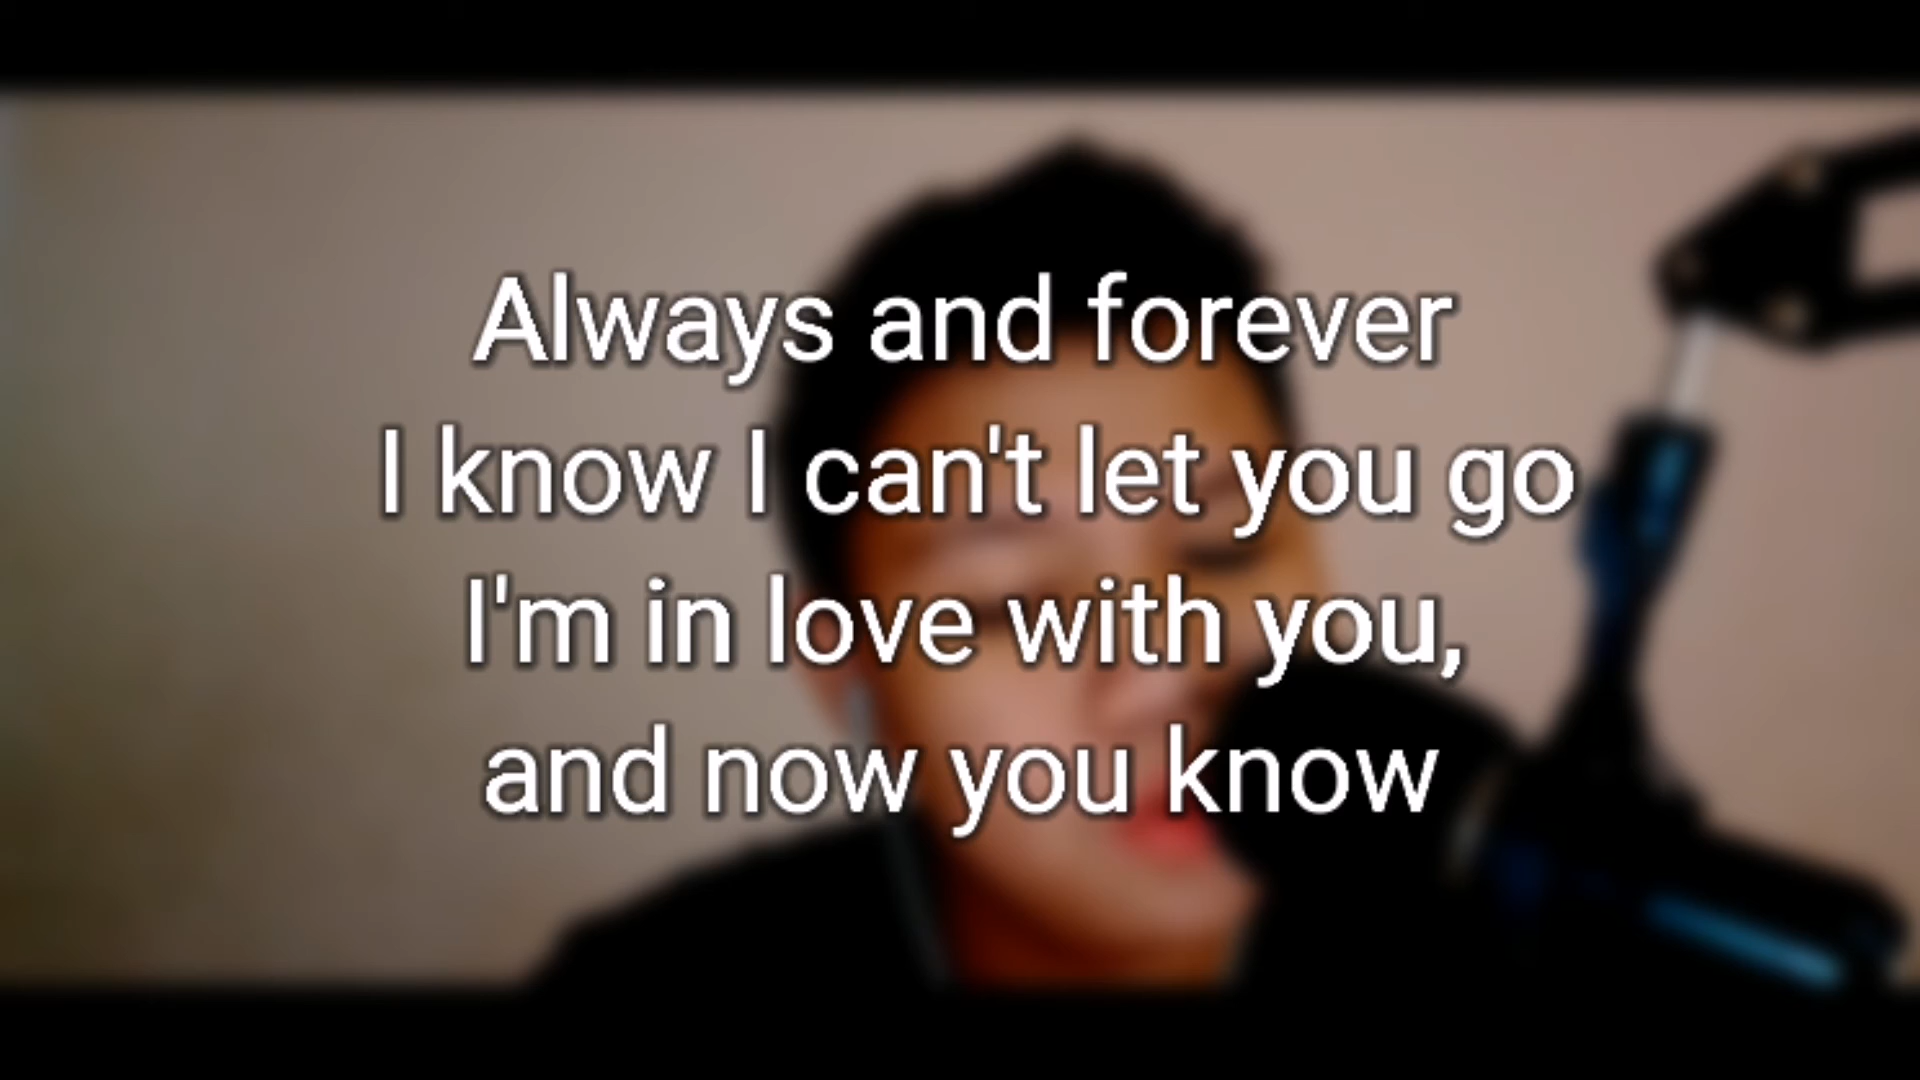 Always and forever
I know I can't let you go
I'm in love with you,
and now you know